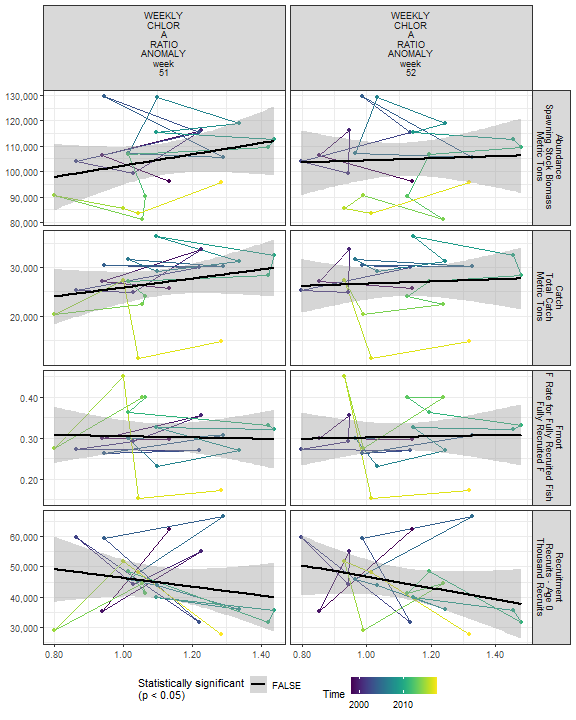 WEEKLY
CHLOR
A
RATIO
ANOMALY
week
51
WEEKLY
CHLOR
A
RATIO
ANOMALY
week
52
130,000
120,000
110,000
100,000
90,000
80,000
Abundance
Spawning Stock Biomass
Metric Tons
30,000
20,000
Catch
Total Catch
Metric Tons
0.40
0.30
0.20
Fmort
F Rate for Fully Recruited Fish
Fully Recruited F
60,000
50,000
40,000
30,000
Recruitment
Recruits - Age 0
Thousand Recruits
0.80 1.00 1.20 1.40
0.80 1.00 1.20 1.40
Statistically significant
(p < 0.05)
FALSE
Time
2000 2010